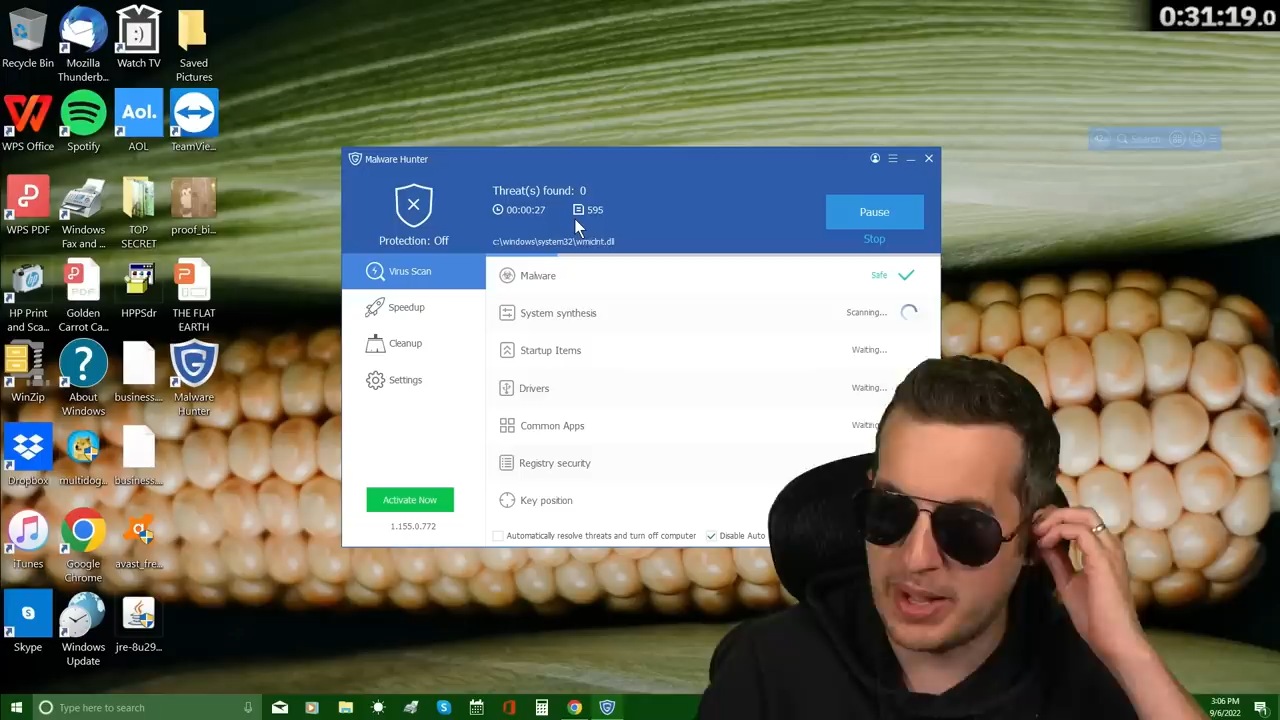 0:31:19.0
Recycle Bin
Mozilla
Thunderb...
Watch TV
Saved
Pictures
WPS Office
Spotify
Aol.
AOL
TeamVie...
WPS PDF
Windows
Fax and ...
TOP
SECRET
proof_bi...
HP Print
and Sca...
Golden
Carrot Ca...
HPPSdr
THE FLAT
EARTH
WinZip
About
Windows
business....
Malware
Hunter
Dropbox
multidog...
business....
iTunes
Google
Chrome
avast_fre...
Skype
Windows
Update
jre-8u29...
Search
Malware Hunter
Threat(s) found: 0
00:00:27
595
Pause
Protection: Off
Stop
c:\windows\system32\wmiclnt.dll
Virus Scan
Speedup
Cleanup
Settings
Activate Now
1.155.0.772
Malware
Safe
System synthesis
Scanning...
Startup Items
Waiting...
Drivers
Waiting...
Common Apps
Waiting
Registry security
Key position
Automatically resolve threats and turn off computer
Disable Auto
Type here to search
3:06 PM
9/6/2022